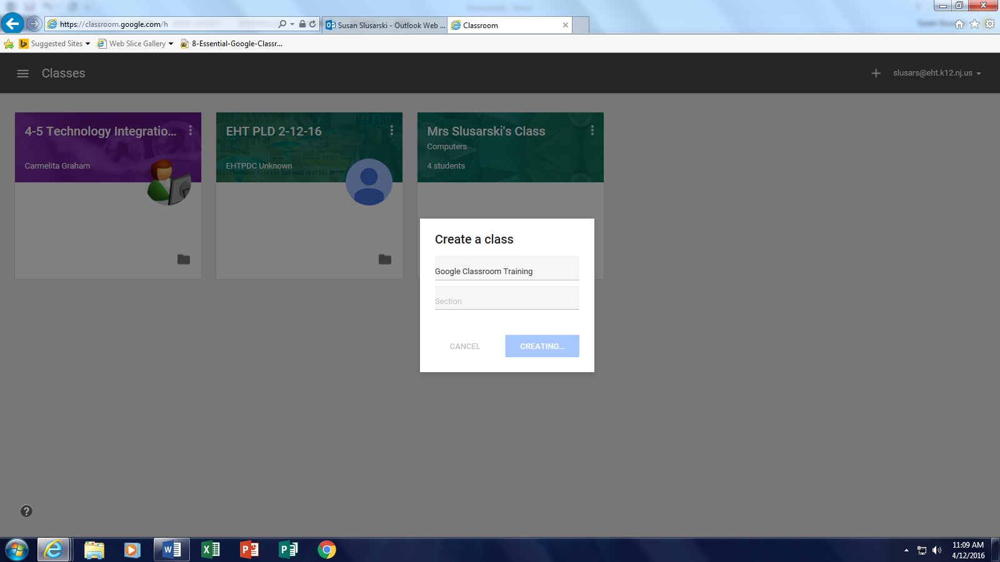 https://classroom.google.com/h
Susan Slusarski - Outlook Web ...
Classroom
Suggested Sites
Web Slice Gallery
8-Essential-Google-Classr...
Classes
slusars@eht.k12.nj.us
4-5 Technology Integratio...
Carmelita Graham
EHT PLD 2-12-16
EHTPDC Unknown
Mrs Slusarski's Class
Computers
4 students
Create a class
Google Classroom Training
Section
CANCEL
CREATING...
?
11:09 AM
4/12/2016